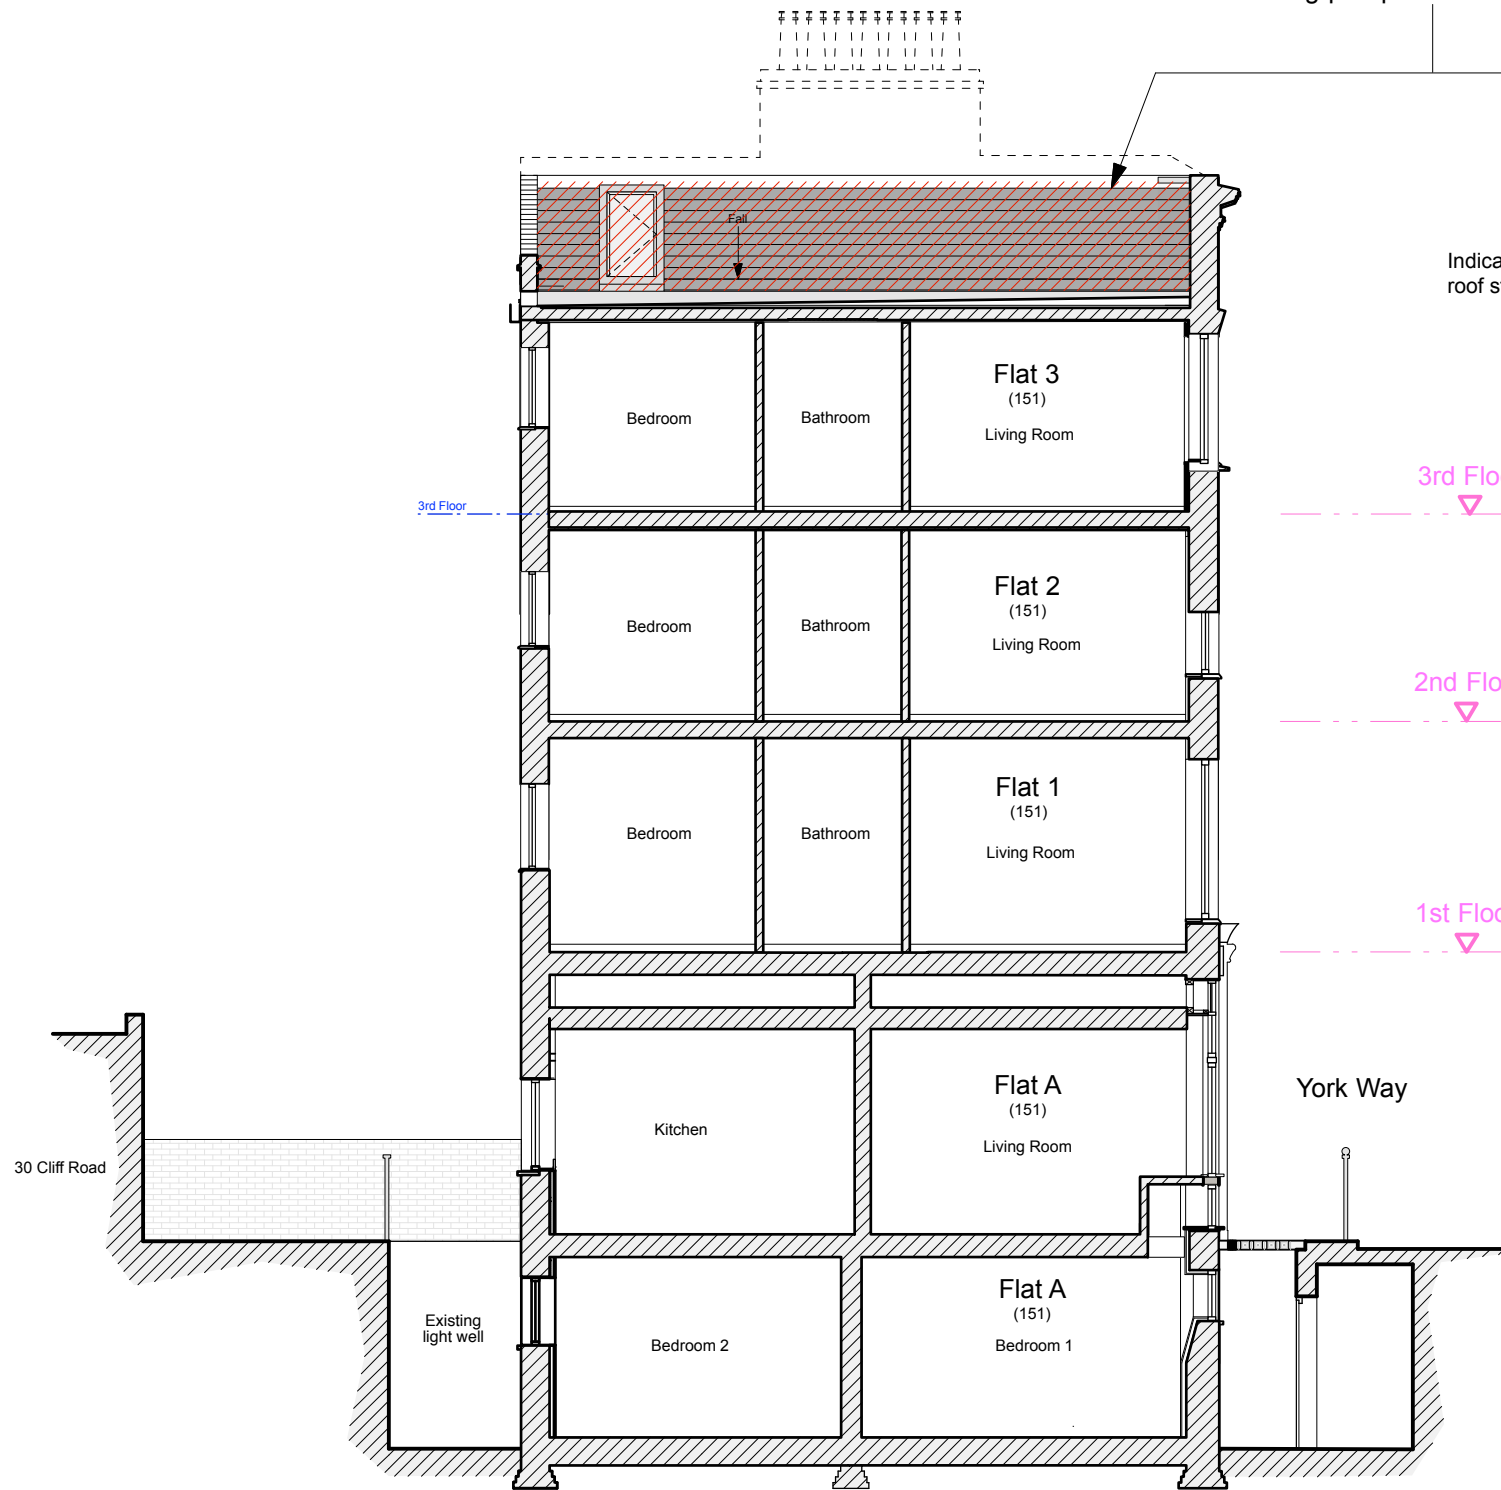 Indica
roof s
Fall
Flat 3
(151)
Bedroom
Bathroom
Living Room
3rd Floor
3rd Floo
Flat 2
(151)
Bedroom
Bathroom
Living Room
2nd Flo
Flat 1
(151)
Bedroom
Bathroom
Living Room
1st Floo
Flat A
(151)
Kitchen
Living Room
York Way
30 Cliff Road
Flat A
(151)
Existing
light well
Bedroom 2
Bedroom 1